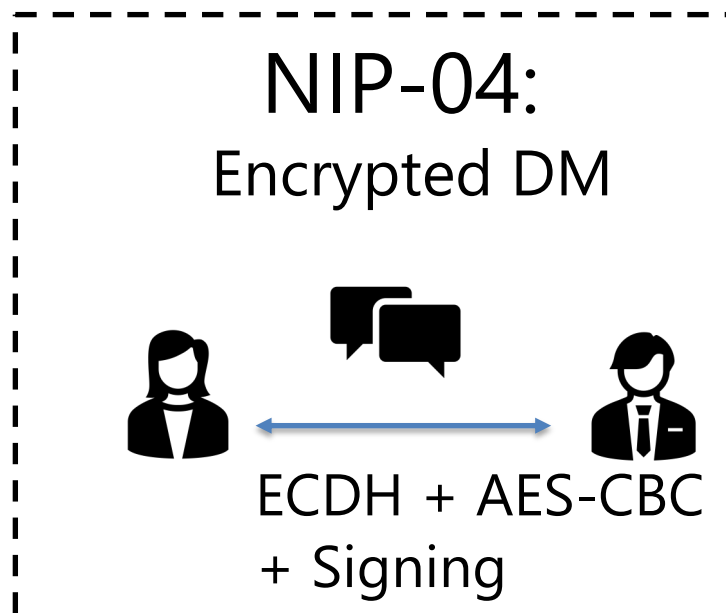 NIP-04:
Encrypted DM
ECDH + AES-CBC
+ Signing